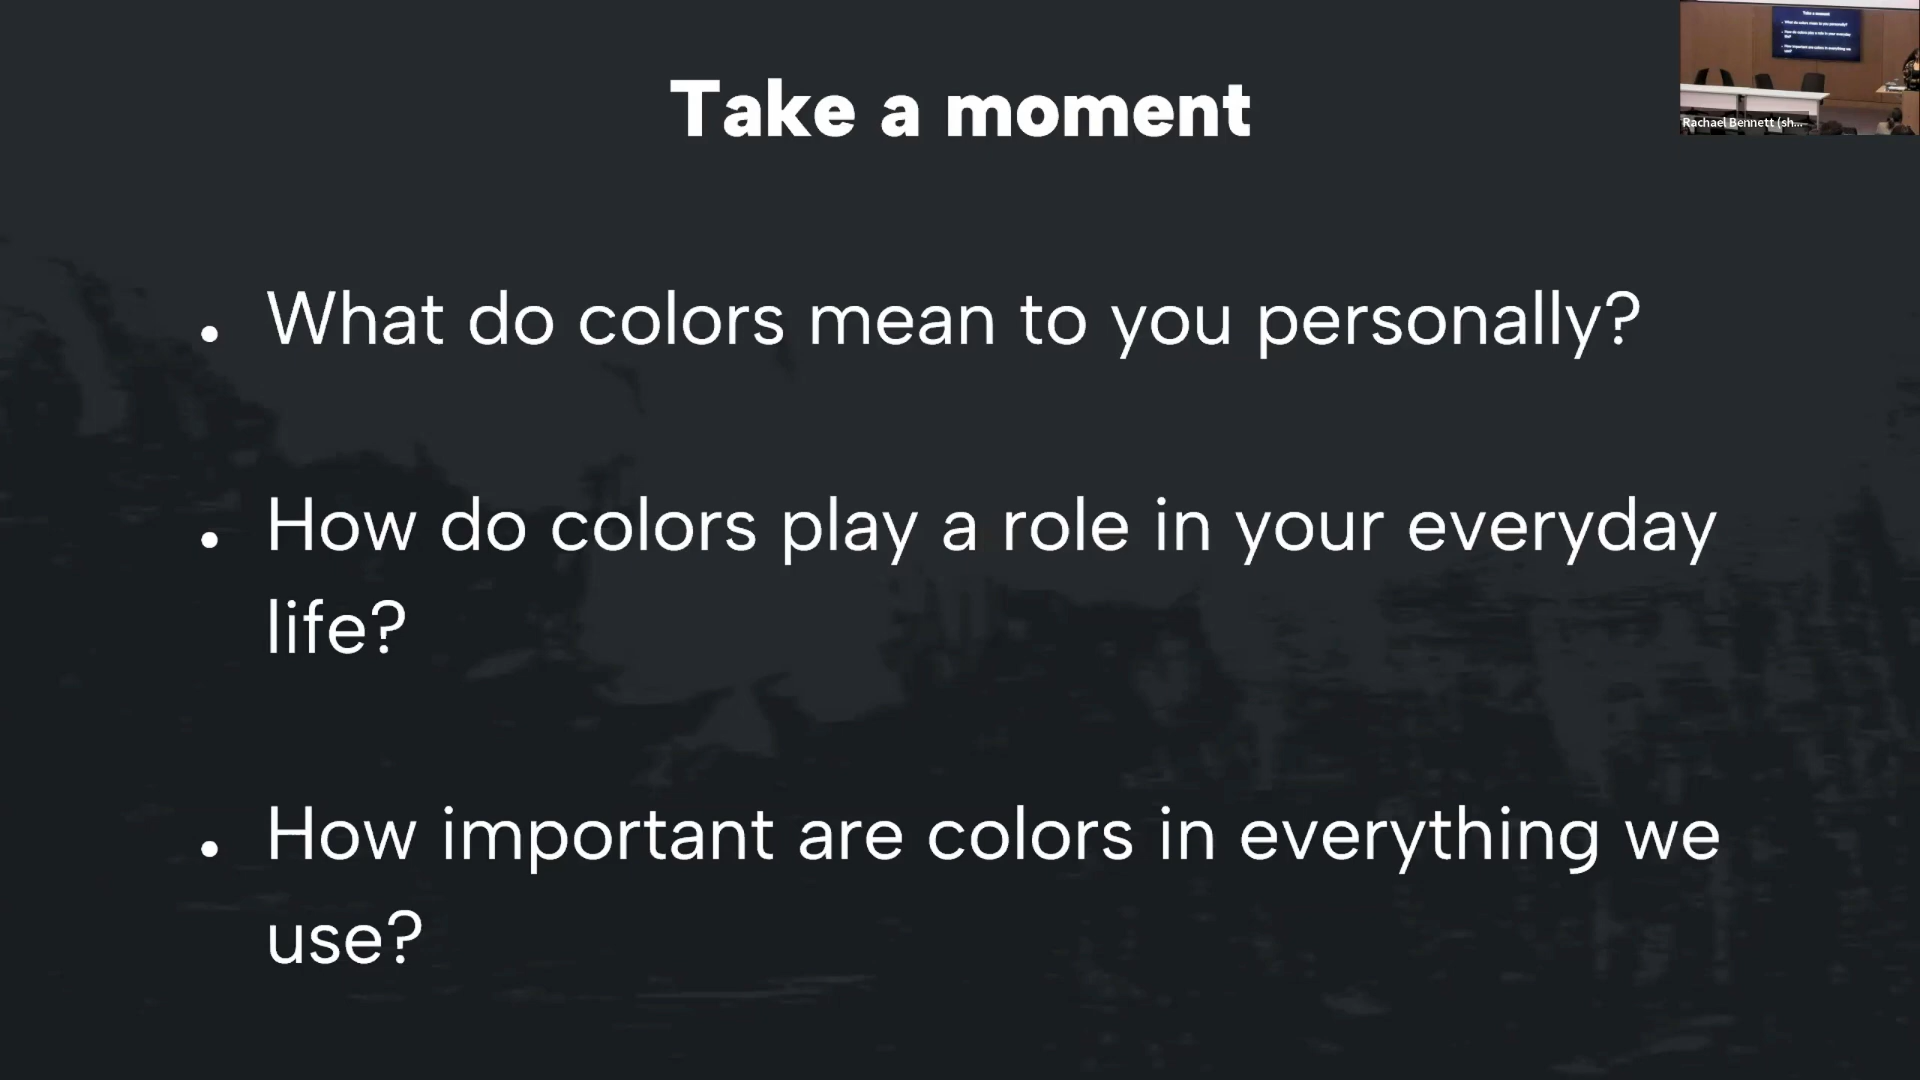 Take a moment
Rachael Bennett (sh...
• What do colors mean to you personally?
• How do colors play a role in your everyday
life?
• How important are colors in everything we
use?